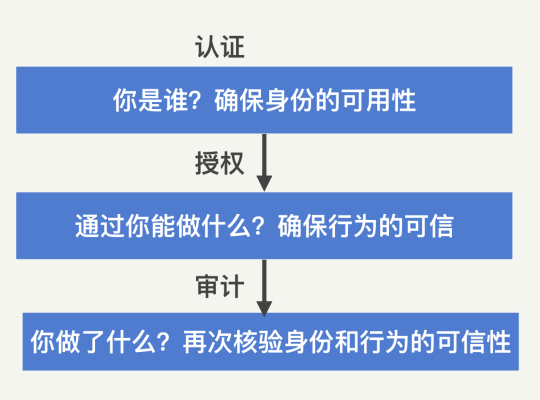 认证
你是谁？确保身份的可用性
授权
通过你能做什么？确保行为的可信
审计
你做了什么？再次核验身份和行为的可信性